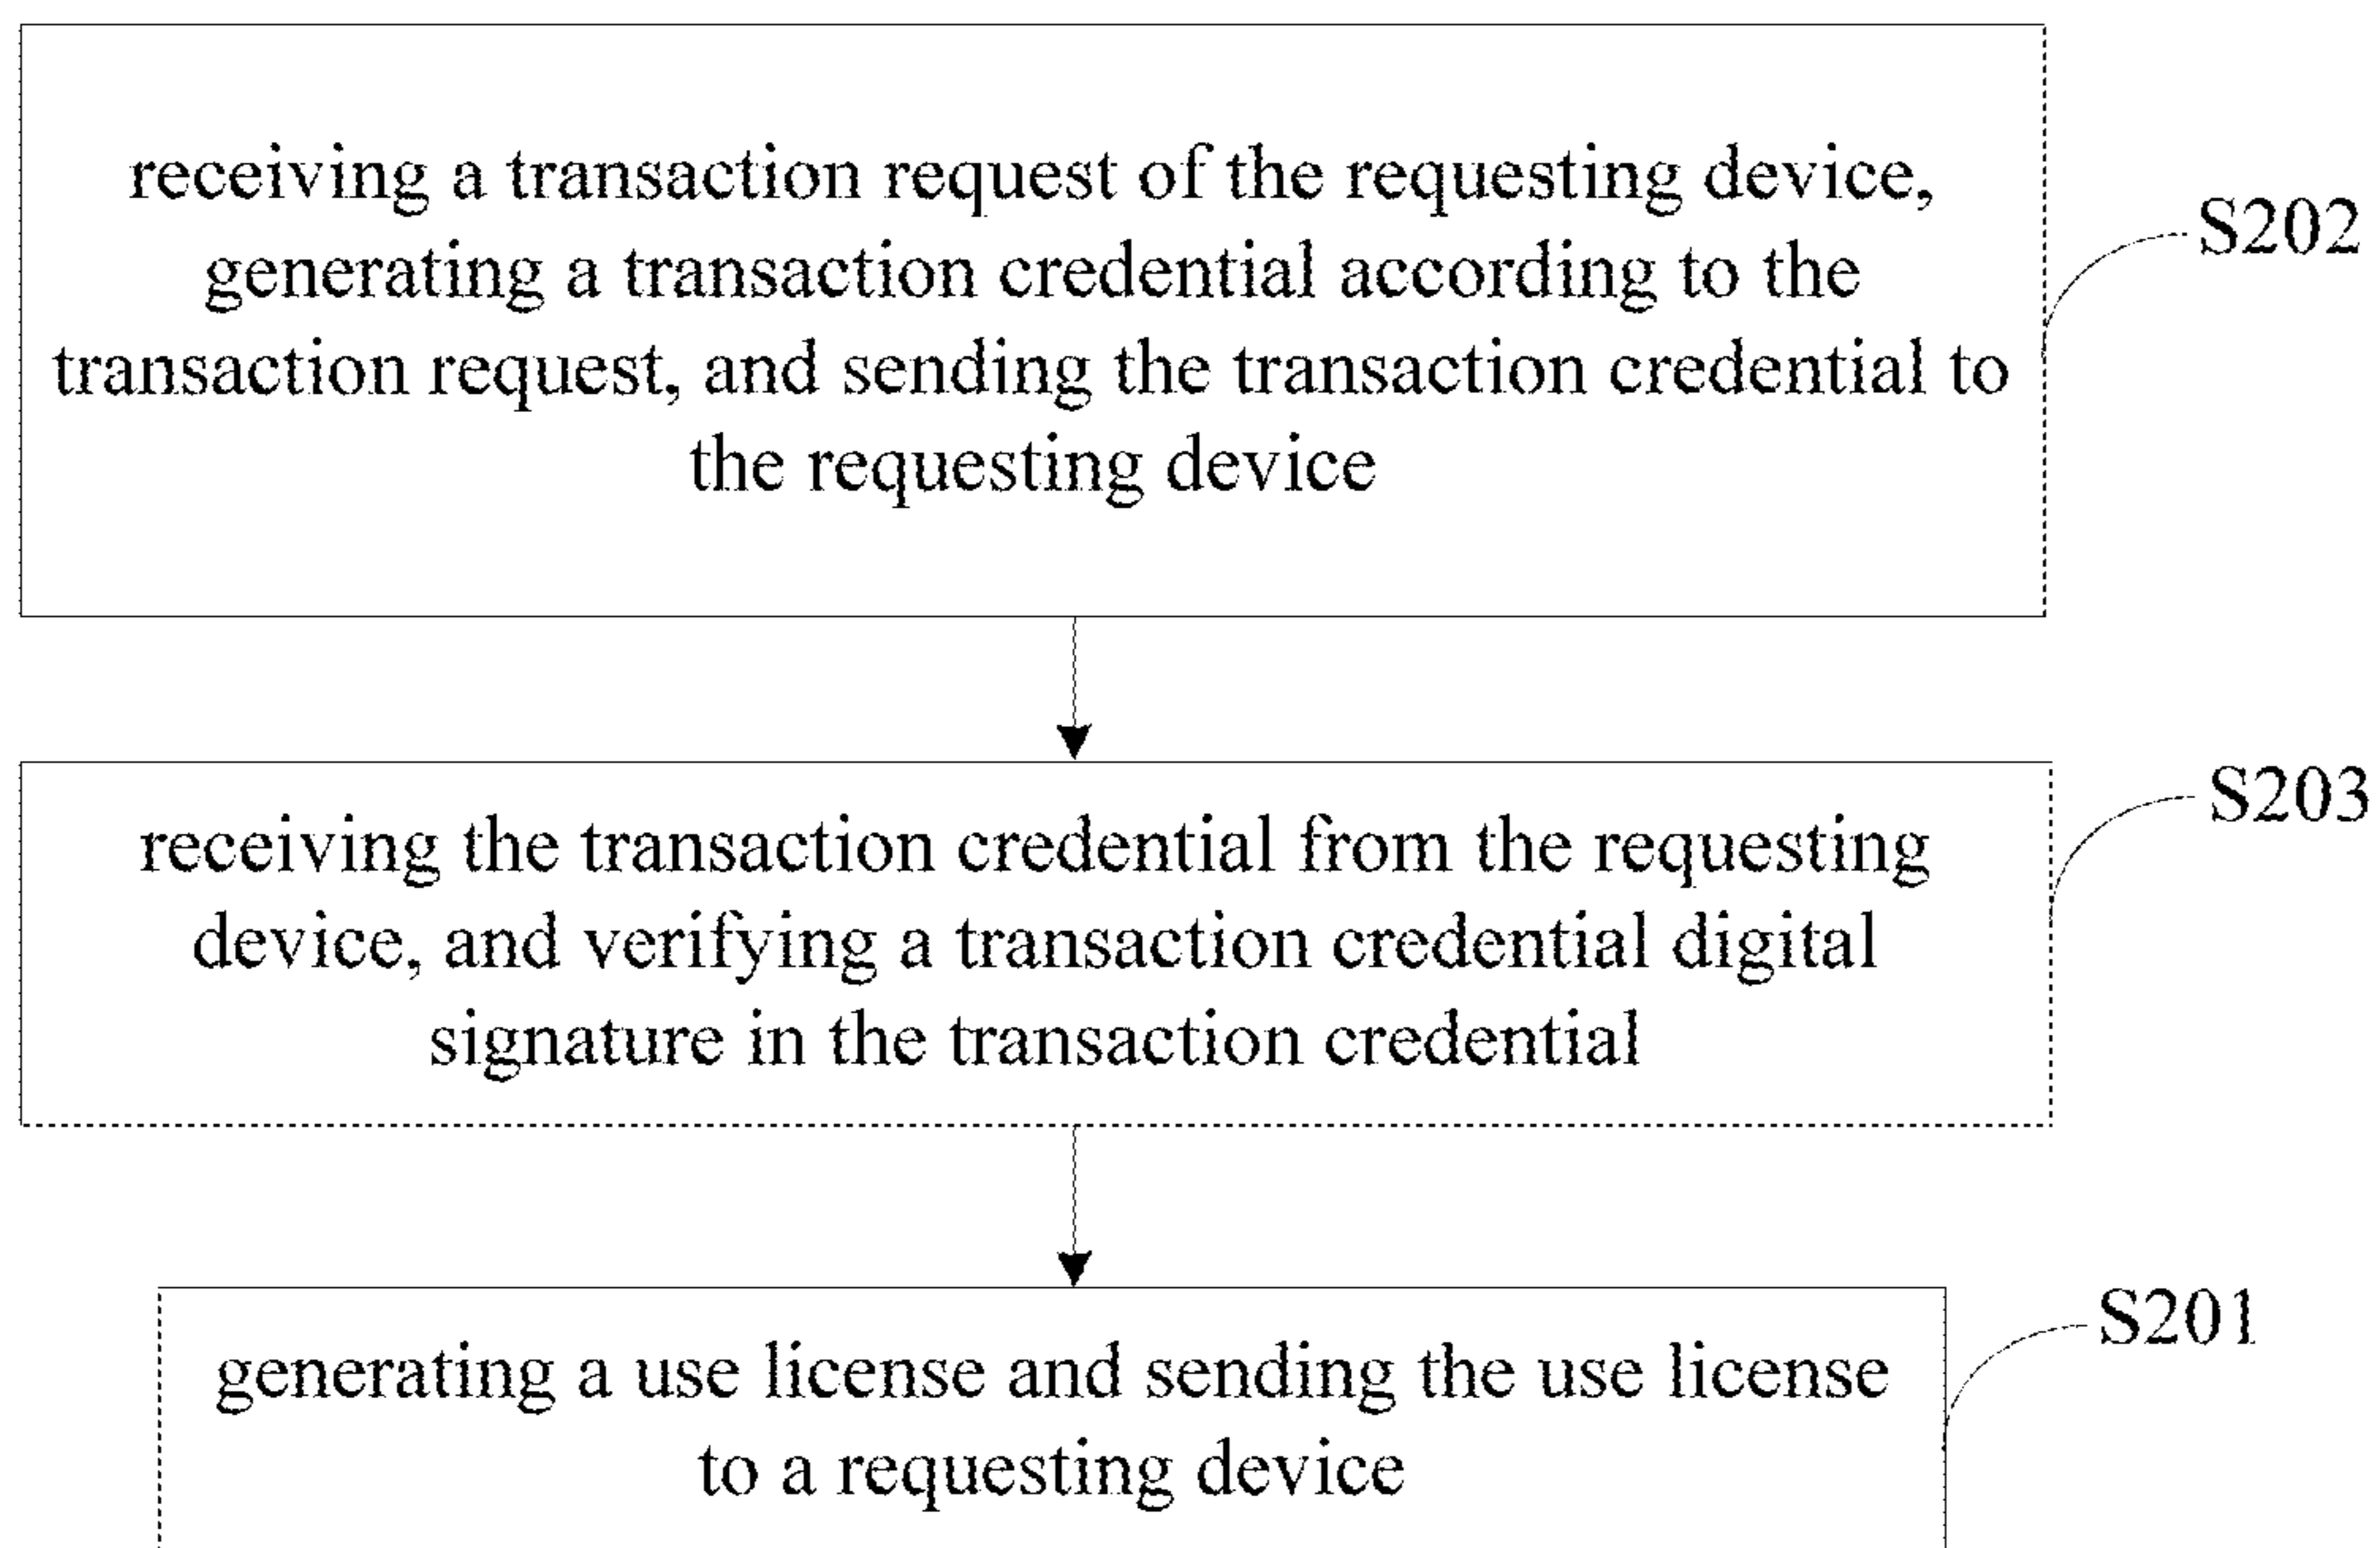 receiving a transaction request of the requesting device,
generating a transaction credential according to the
transaction request, and sending the transaction credential to
the requesting device
S202
receiving the transaction credential from the requesting
device, and verifying a transaction credential digital
signature in the transaction credential
S203
generating a use license and sending the use license
to a requesting device
S201